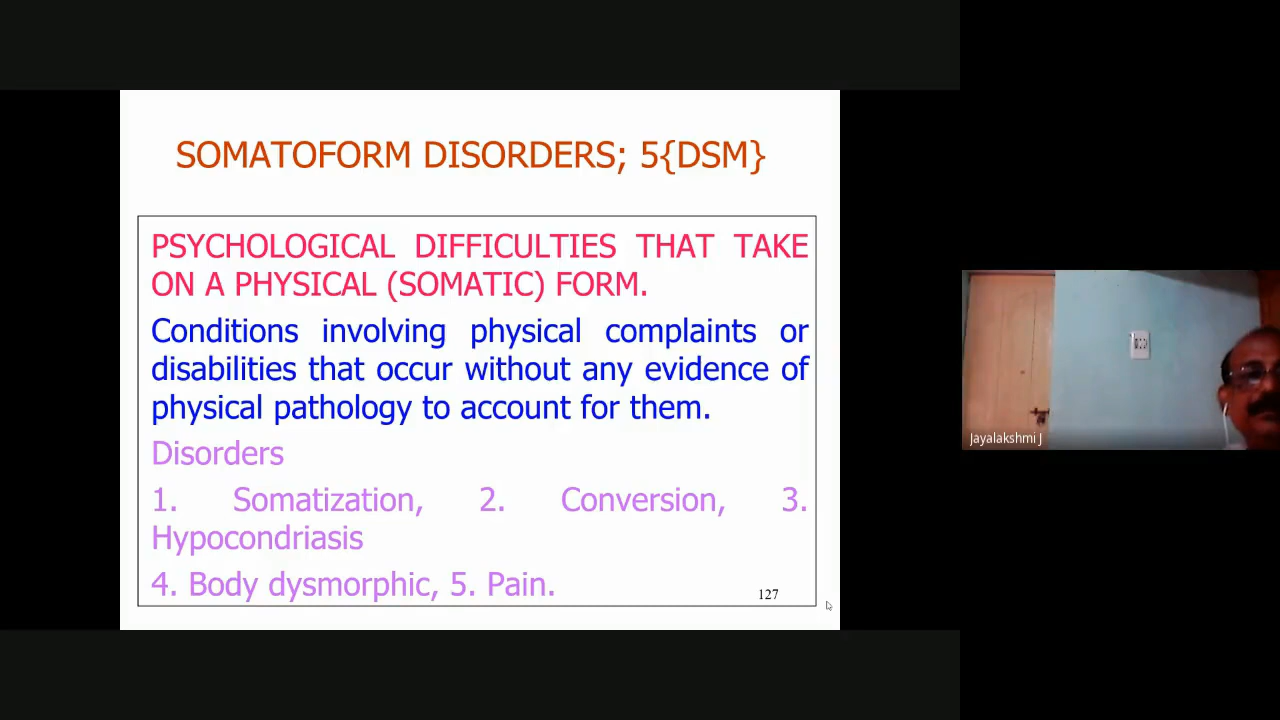 SOMATOFORM DISORDERS; 5{DSM}
PSYCHOLOGICAL DIFFICULTIES THAT TAKE
ON A PHYSICAL (SOMATIC) FORM.
Conditions involving physical complaints or
disabilities that occur without any evidence of
physical pathology to account for them.
Disorders
1. Somatization, 2. Conversion, 3.
Hypocondriasis
4. Body dysmorphic, 5. Pain.
127
Jayalakshmi J